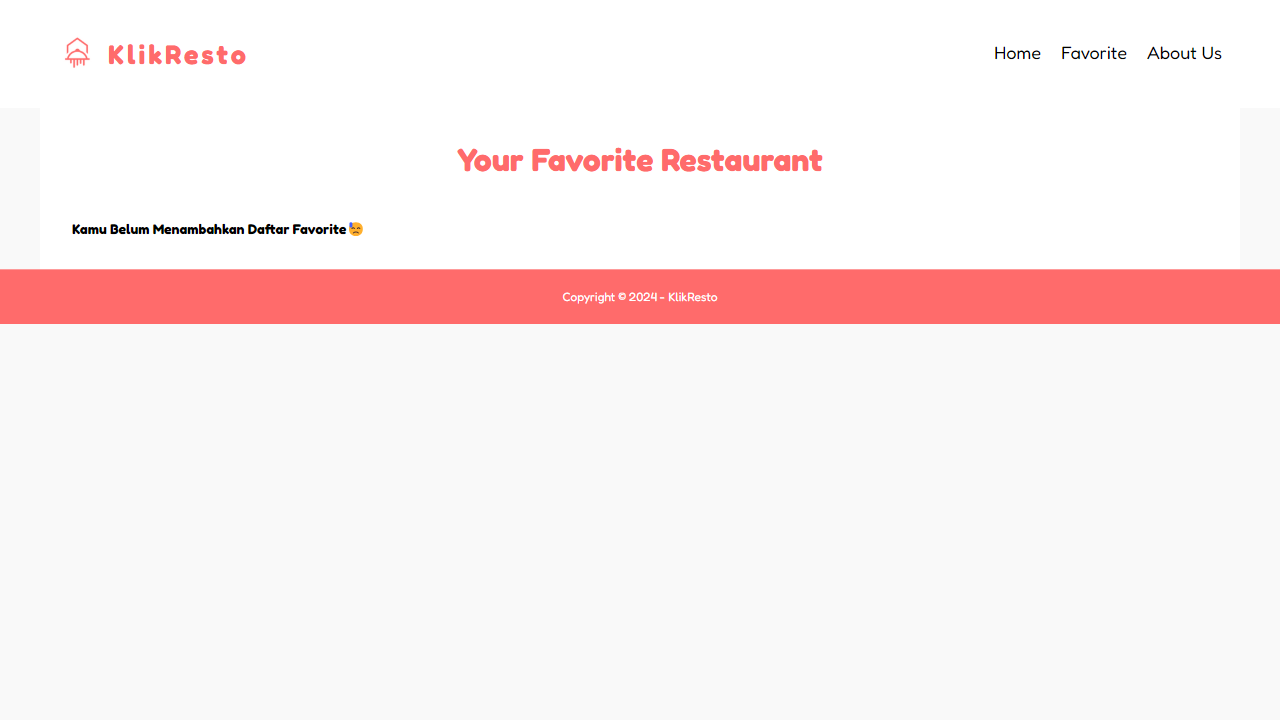 KlikResto
Home Favorite About Us
Your Favorite Restaurant
Kamu Belum Menambahkan Daftar Favorite😓
Copyright © 2024 - KlikResto